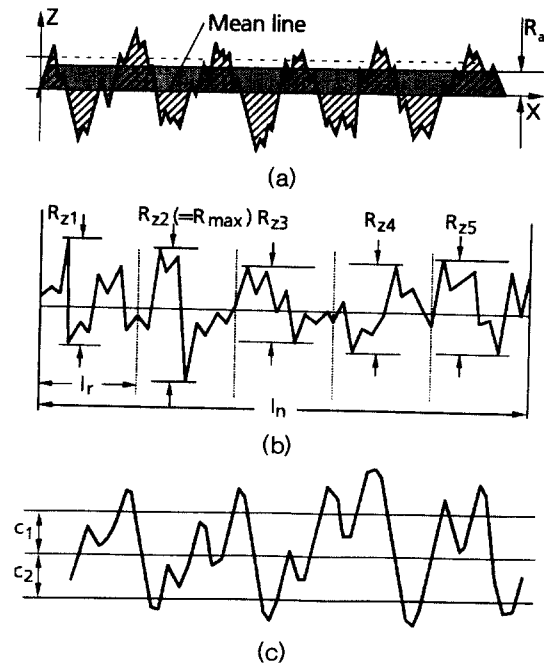 Z
Mean line
Ra
X
(a)
Rz1 Rz2 (=Rmax) Rz3 Rz4 Rz5
lr
ln
(b)
c1
c2
(c)